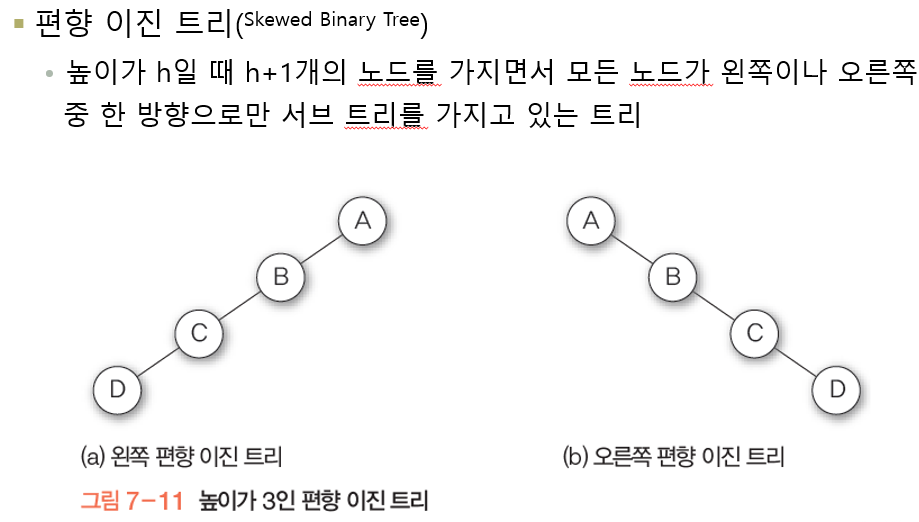 편향 이진 트리(Skewed Binary Tree)
높이가 h일 때 h+1개의 노드를 가지면서 모든 노드가 왼쪽이나 오른쪽
중 한 방향으로만 서브 트리를 가지고 있는 트리
A
A
B
B
C
C
D
D
(a) 왼쪽 편향 이진 트리
(b) 오른쪽 편향 이진 트리
그림 7-11 높이가 3인 편향 이진 트리